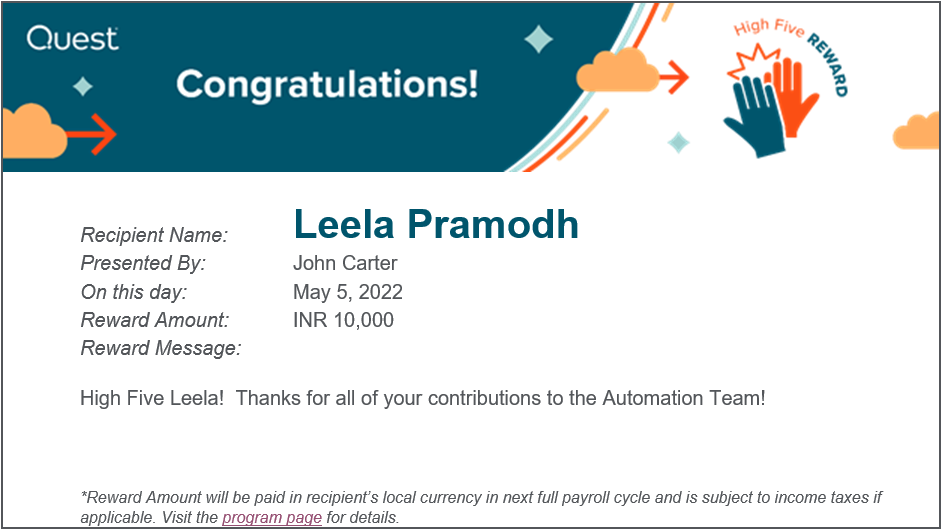 Quest
High Five REWARD
Congratulations!
Recipient Name: Leela Pramodh
Presented By: John Carter
On this day: May 5, 2022
Reward Amount: INR 10,000
Reward Message:
High Five Leela!  Thanks for all of your contributions to the Automation Team!
*Reward Amount will be paid in recipient’s local currency in next full payroll cycle and is subject to income taxes if
applicable. Visit the program page for details.